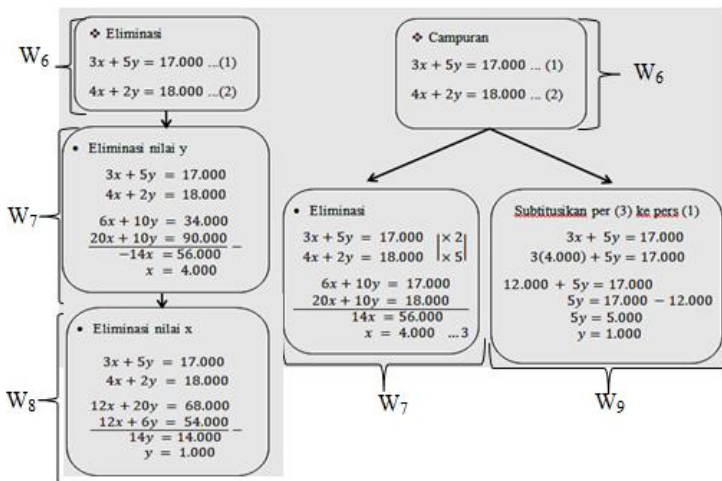 W6
❖ Eliminasi
3x + 5y = 17.000 ...(1)
4x + 2y = 18.000 ...(2)
W7
• Eliminasi nilai y
3x + 5y = 17.000
4x + 2y = 18.000
6x + 10y = 34.000
20x + 10y = 90.000 −
−14x = 56.000
x = 4.000
W8
• Eliminasi nilai x
3x + 5y = 17.000
4x + 2y = 18.000
12x + 20y = 68.000
12x + 6y = 54.000 −
14y = 14.000
y = 1.000
❖ Campuran
3x + 5y = 17.000 ... (1)
4x + 2y = 18.000 ... (2)
W6
• Eliminasi
3x + 5y = 17.000 |× 2|
4x + 2y = 18.000 |× 5|
6x + 10y = 17.000
20x + 10y = 18.000
14x = 56.000
x = 4.000 ...3
W7
Subtitusikan per (3) ke pers (1)
3x + 5y = 17.000
3(4.000) + 5y = 17.000
12.000 + 5y = 17.000
5y = 17.000 − 12.000
5y = 5.000
y = 1.000
W9